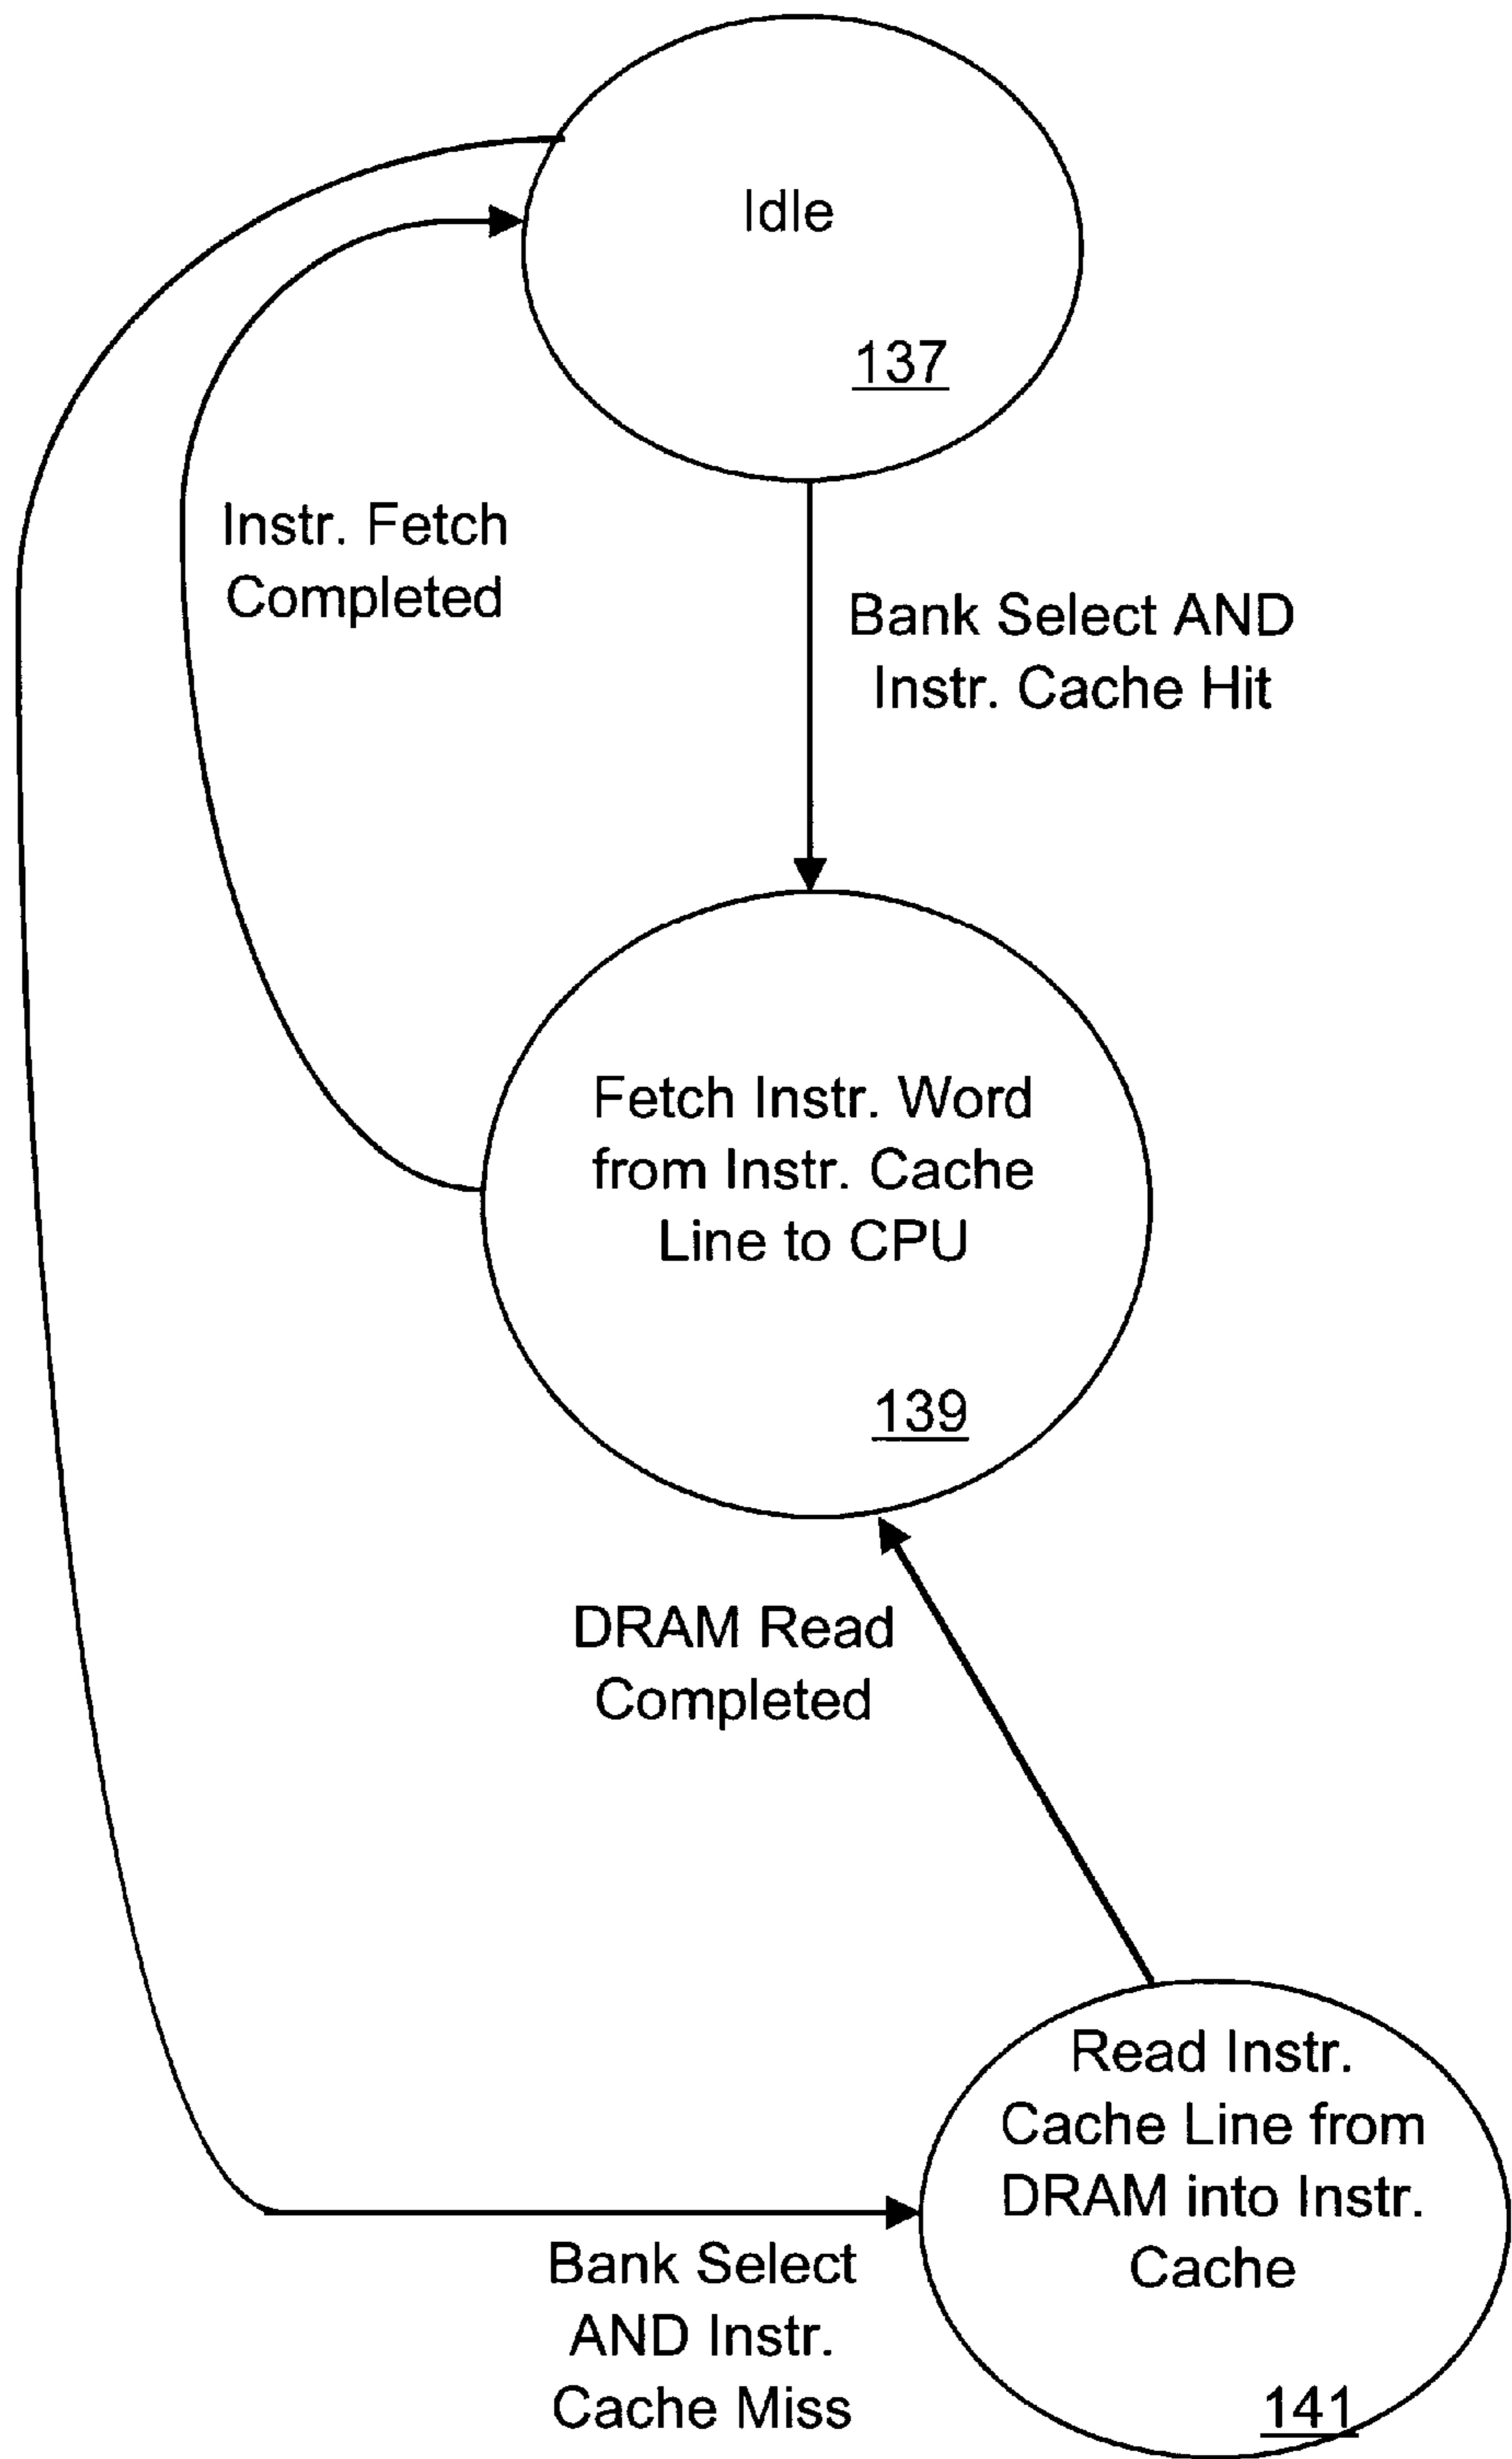 Idle
137
Instr. Fetch
Completed
Bank Select AND
Instr. Cache Hit
Fetch Instr. Word
from Instr. Cache
Line to CPU
139
DRAM Read
Completed
Read Instr.
Cache Line from
DRAM into Instr.
Cache
141
Bank Select
AND Instr.
Cache Miss